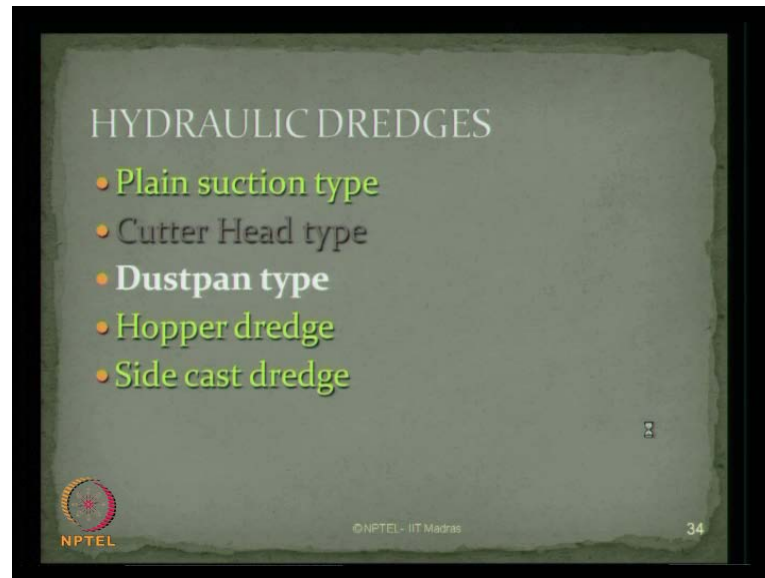 HYDRAULIC DREDGES
Plain suction type
Cutter Head type
Dustpan type
Hopper dredge
Side cast dredge
NPTEL
©NPTEL- IIT Madras
34